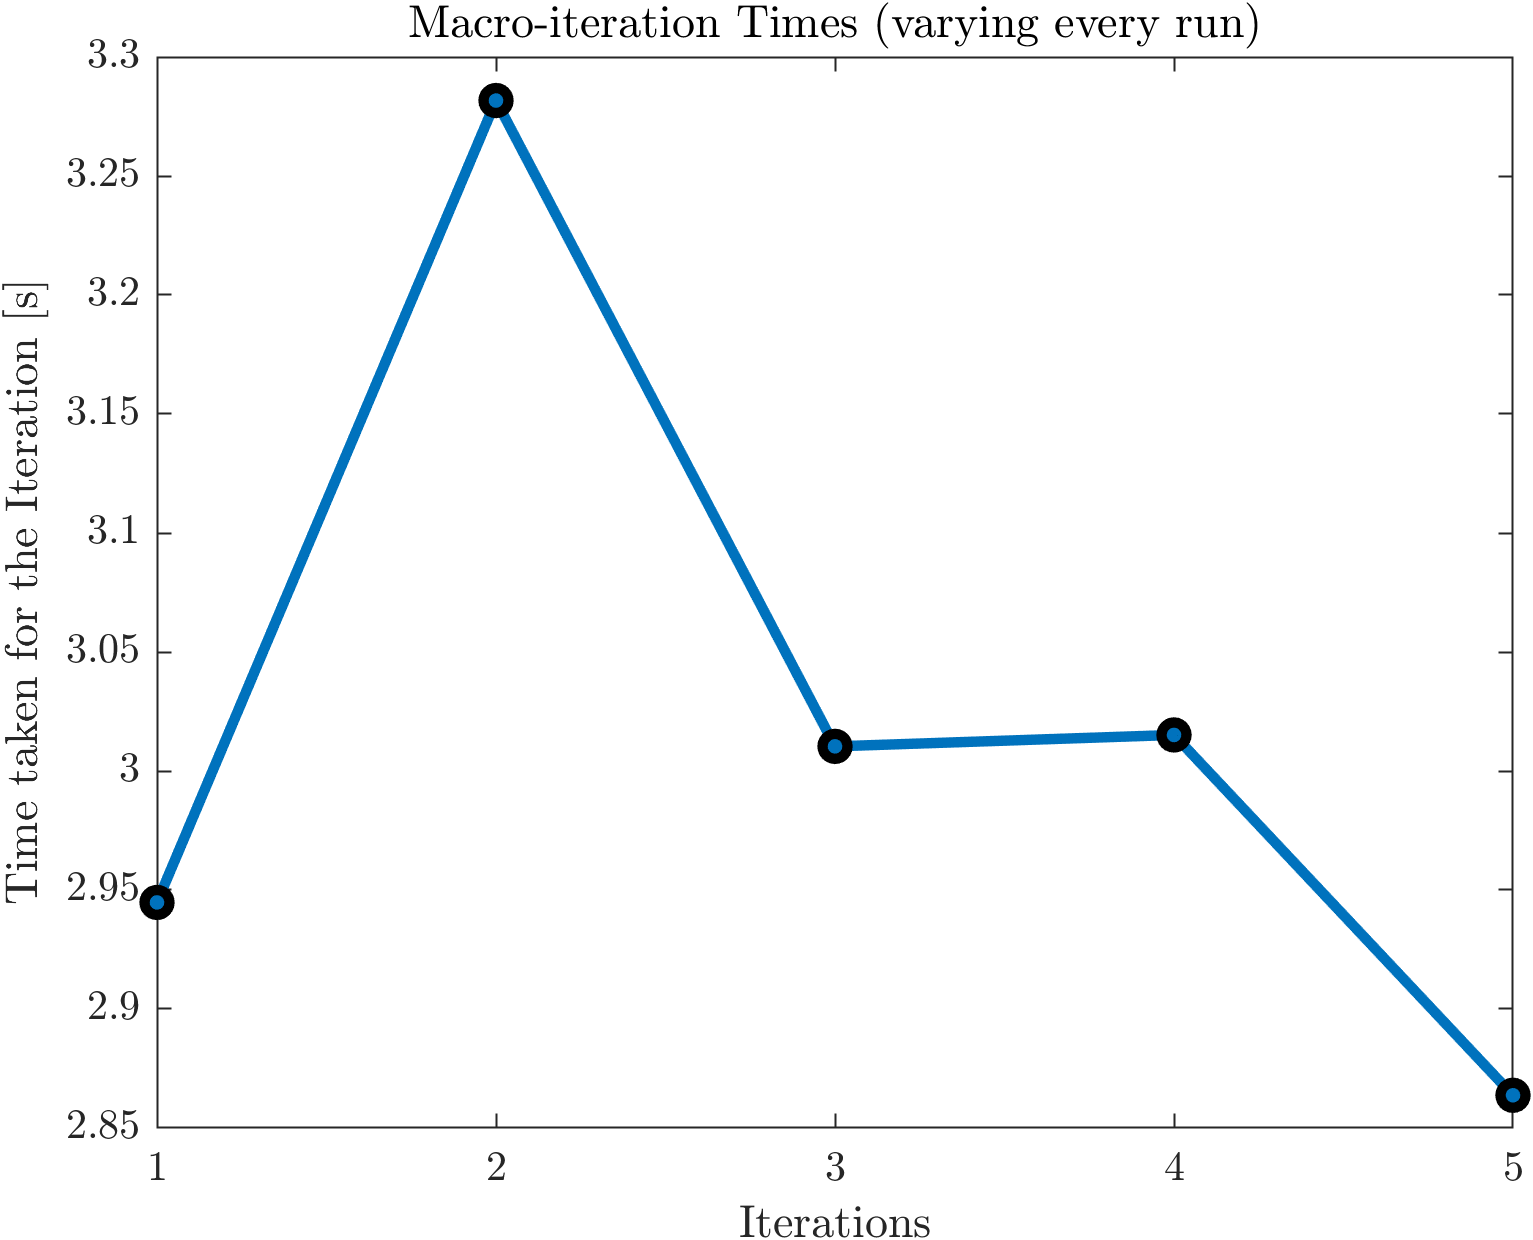 Macro-iteration Times (varying every run)
3.3
3.25
3.2
3.15
3.1
3.05
3
2.95
2.9
2.85
Time taken for the Iteration [s]
1 2 3 4 5
Iterations